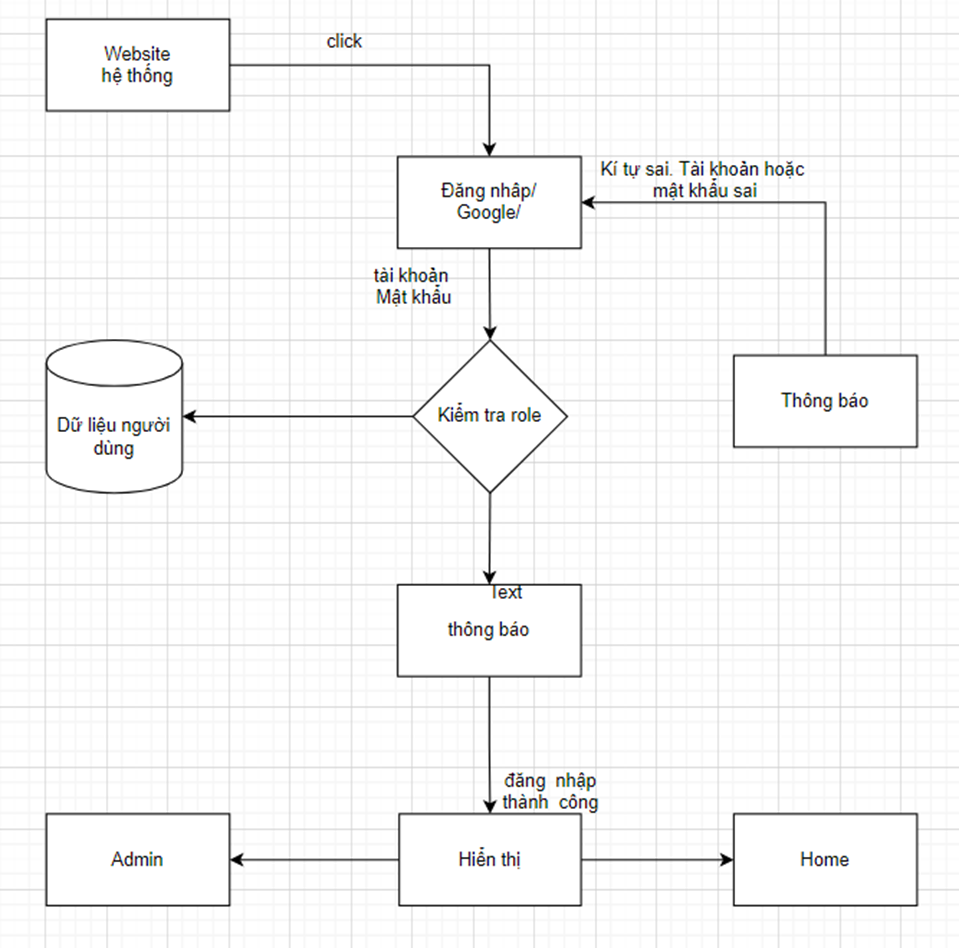 Website
hệ thống
click
Đăng nhâp/
Google/
Kí tự sai. Tài khoản hoặc
mật khẩu sai
tài khoản
Mật khẩu
Dữ liệu người
dùng
Kiểm tra role
Thông báo
Text
thông báo
đăng nhập
thành công
Admin
Hiển thị
Home